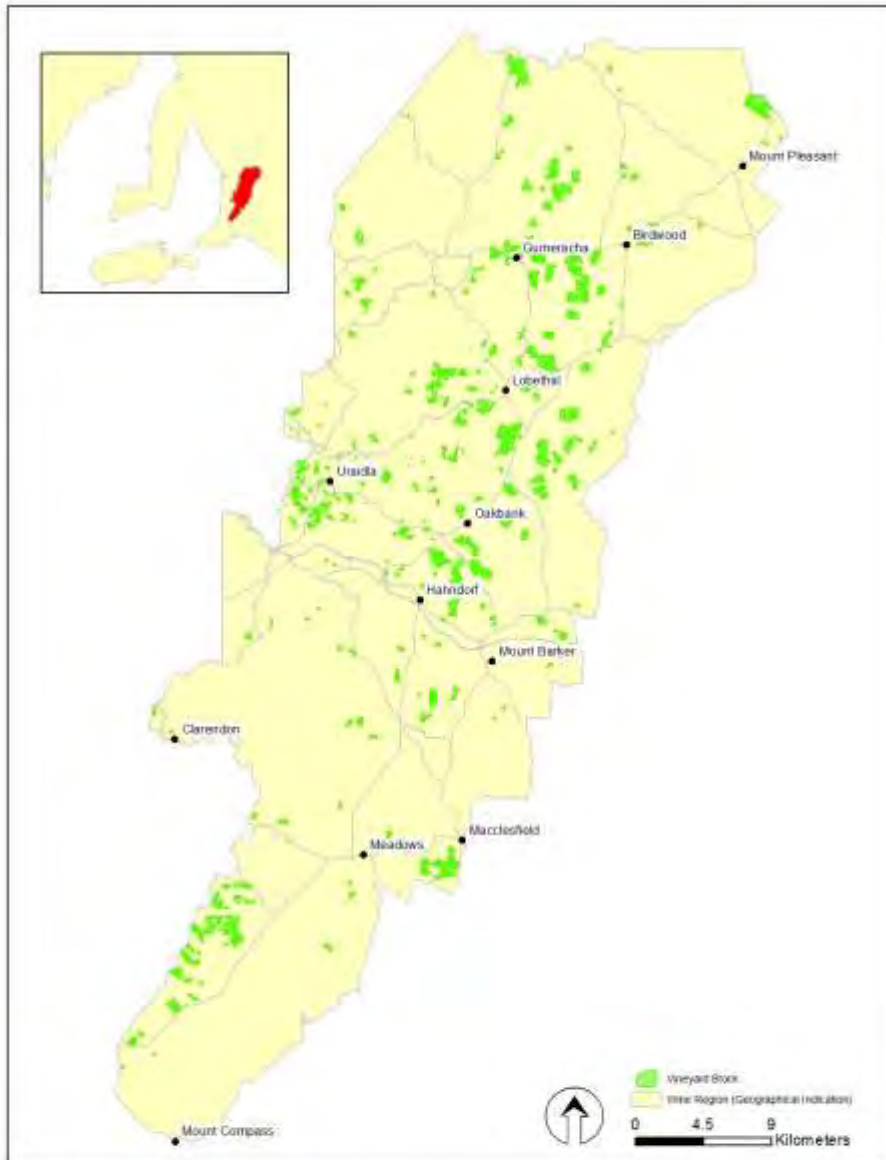 Mount Pleasant
Birdwood
Gumeracha
Lobethal
Uraidla
Oakbank
Hahndorf
Mount Barker
Clarendon
Macclesfield
Meadows
Vineyard Block
Wine Region (Geographical Indication)
0 4.5 9
Kilometers
Mount Compass